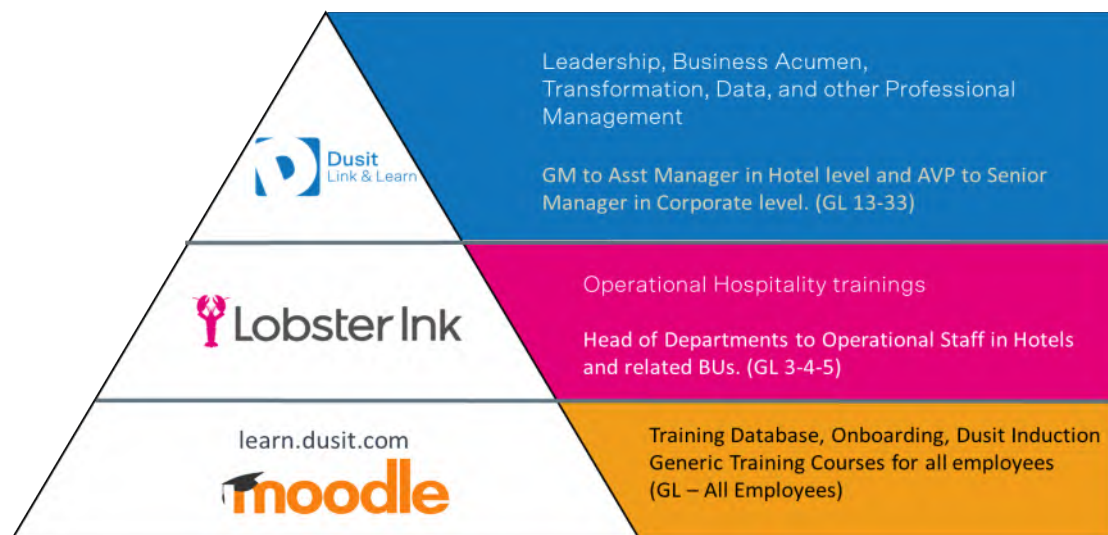 Leadership, Business Acumen,
Transformation, Data, and other Professional
Management
Dusit
Link & Learn
GM to Asst Manager in Hotel level and AVP to Senior
Manager in Corporate level. (GL 13-33)
Operational Hospitality trainings
Lobster Ink
Head of Departments to Operational Staff in Hotels
and related BUs. (GL 3-4-5)
learn.dusit.com
moodle
Training Database, Onboarding, Dusit Induction
Generic Training Courses for all employees
(GL – All Employees)